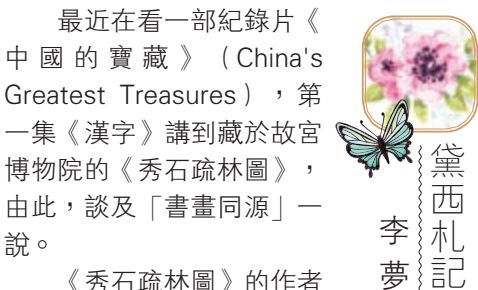 最近在看一部紀錄片《
中國的寶藏》（China's
Greatest Treasures），第
一集《漢字》講到藏於故宮
博物院的《秀石疏林圖》，
由此，談及「書畫同源」一
說。
《秀石疏林圖》的作者
黛西札記
李夢